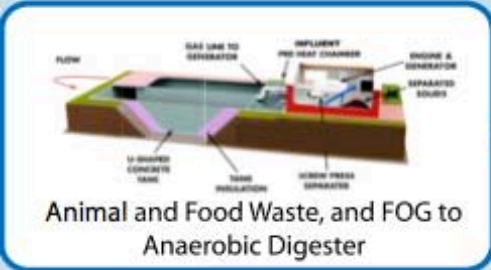 GAS LINE TO
GENERATOR
INFLUENT
PRE HEAT CHAMBER
ENGINE &
GENERATOR
FLOW
SEPARATED
SOLIDS
U-SHAPED
CONCRETE
TANK
TANK
INSULATION
SCREW PRESS
SEPARATER
Animal and Food Waste, and FOG to
Anaerobic Digester